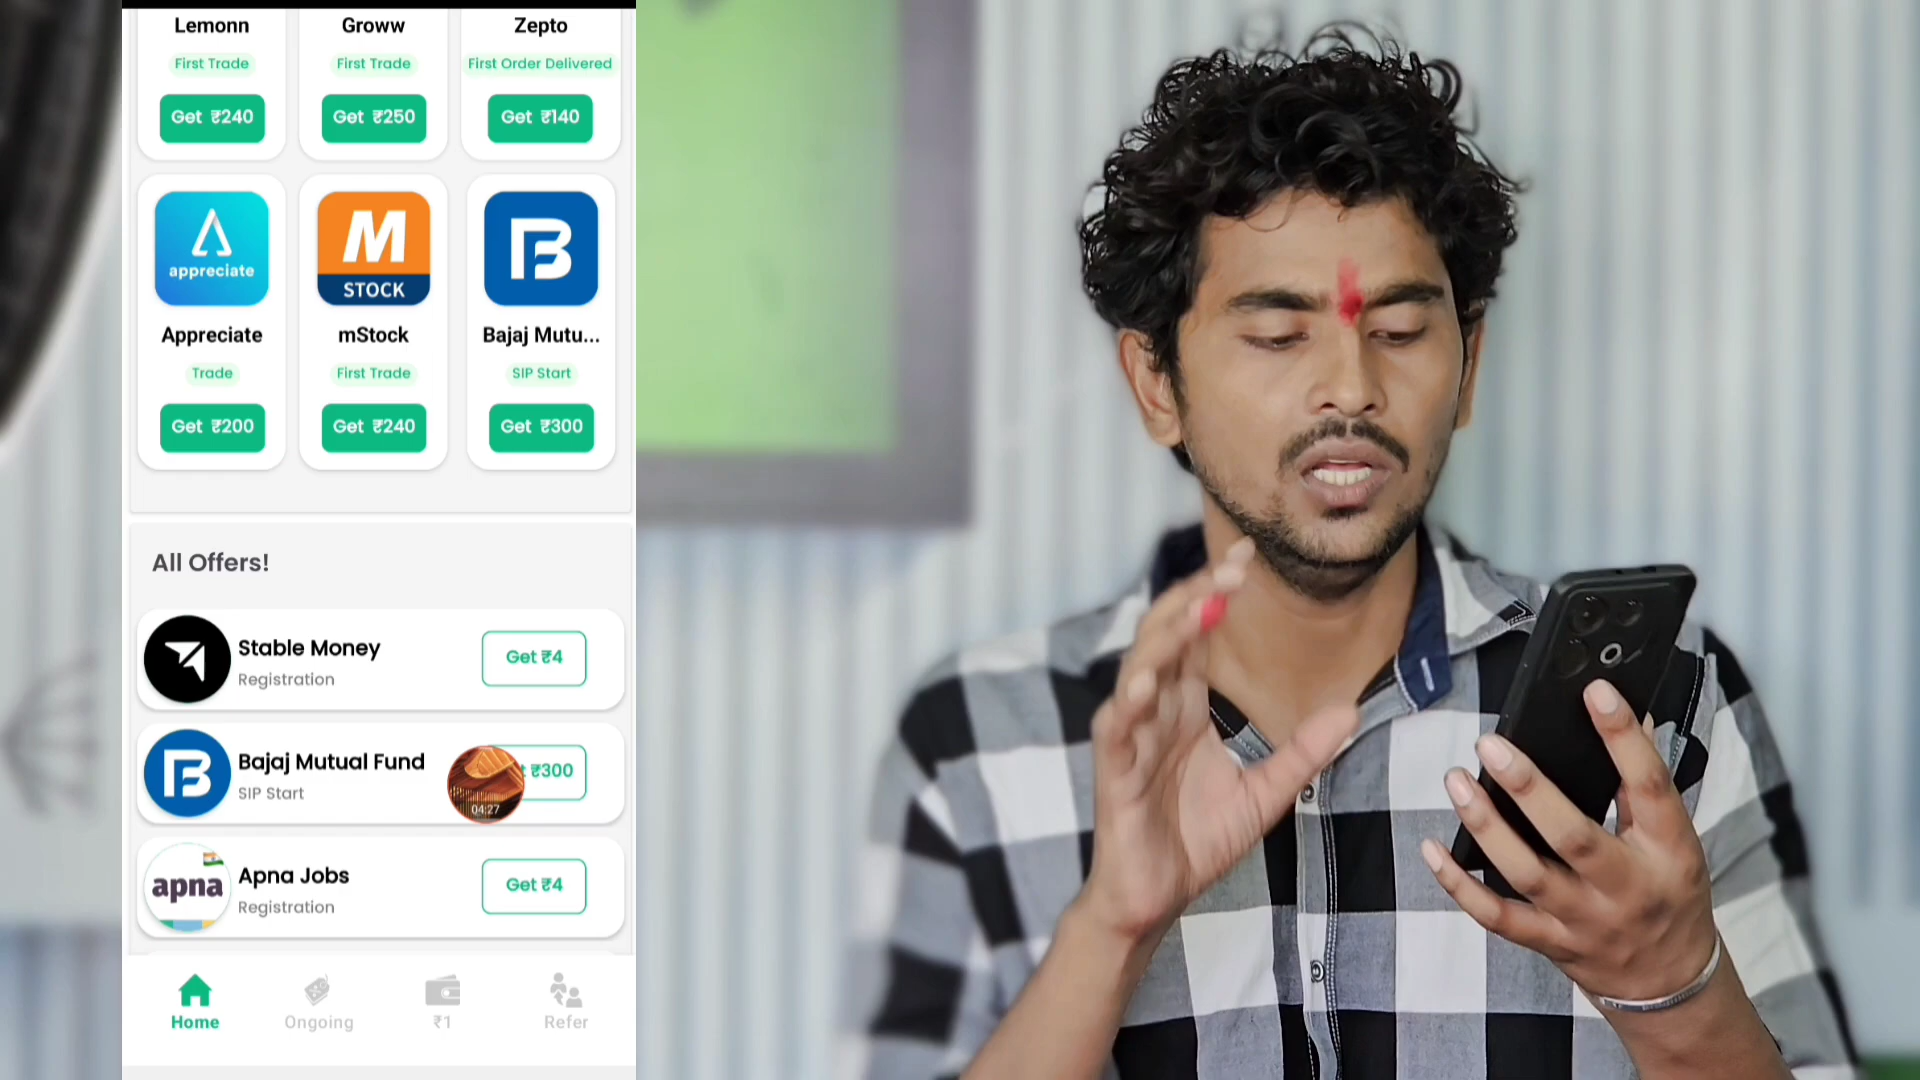 Lemonn
Groww
Zepto
First Trade
First Trade
First Order Delivered
Get ₹240
Get ₹250
Get ₹140
appreciate
M
STOCK
B
Appreciate
mStock
Bajaj Mutu...
Trade
First Trade
SIP Start
Get ₹200
Get ₹240
Get ₹300
All Offers!
Stable Money
Registration
Get ₹4
B
Bajaj Mutual Fund
SIP Start
t ₹300
04:27
apna
Apna Jobs
Registration
Get ₹4
Home
Ongoing
₹1
Refer